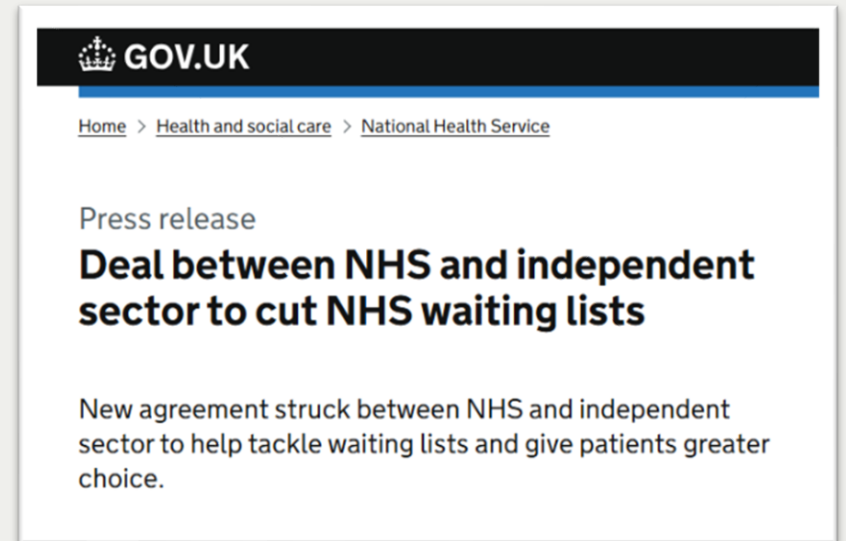 GOV.UK
Home > Health and social care > National Health Service
Press release
Deal between NHS and independent
sector to cut NHS waiting lists
New agreement struck between NHS and independent
sector to help tackle waiting lists and give patients greater
choice.